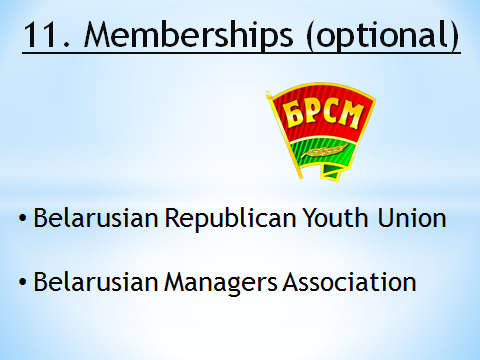 11. Memberships (optional)
БРСМ
• Belarusian Republican Youth Union
• Belarusian Managers Association